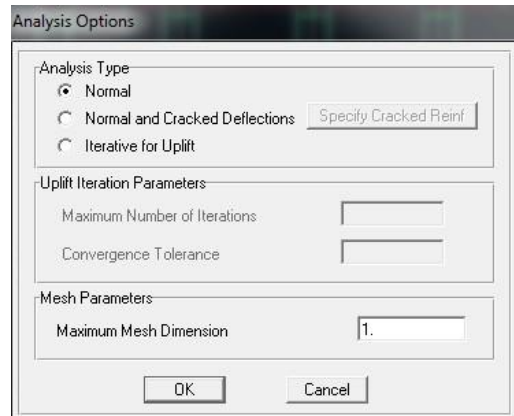 Analysis Options
Analysis Type
Normal
Normal and Cracked Deflections Specify Cracked Reinf
Iterative for Uplift
Uplift Iteration Parameters
Maximum Number of Iterations
Convergence Tolerance
Mesh Parameters
Maximum Mesh Dimension 1.
OK Cancel